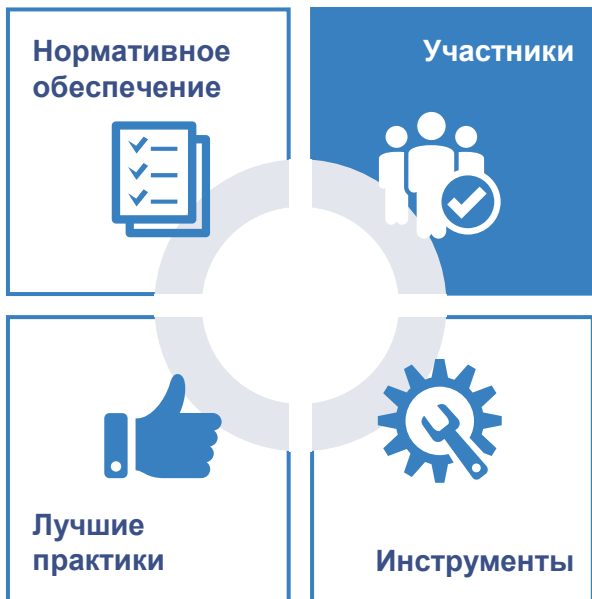 Нормативное
обеспечение
Участники
Лучшие
практики
Инструменты